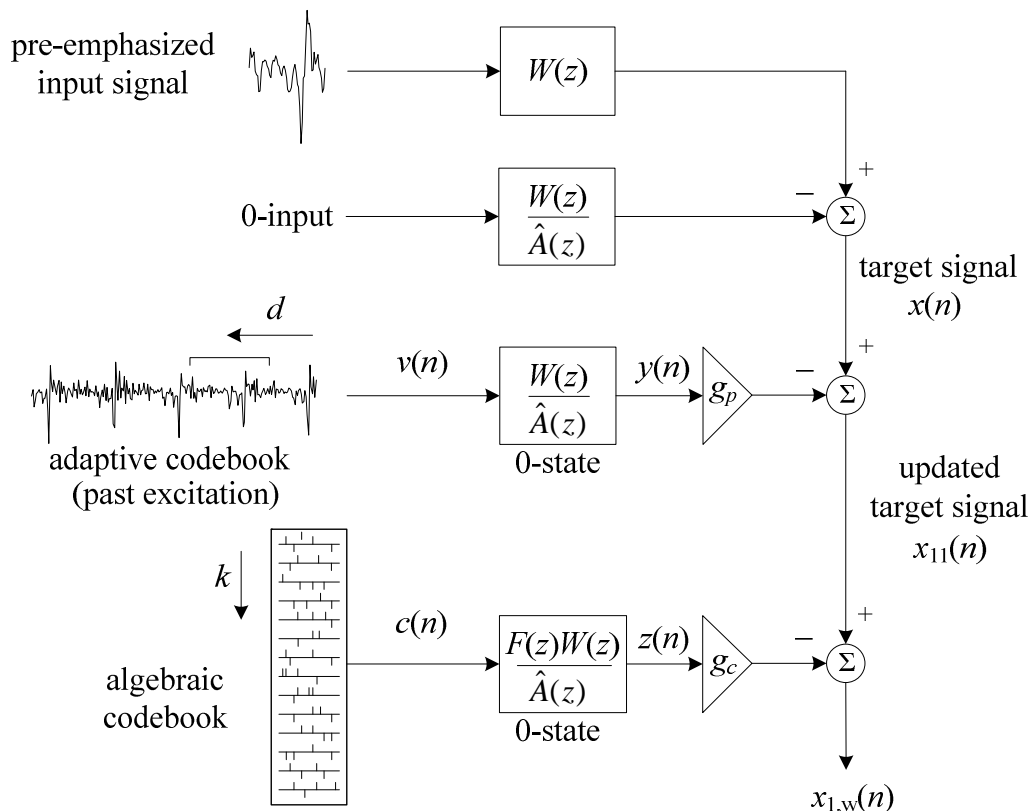 pre-emphasized
input signal
W(z)
+
−
0-input
W(z)
Â(z)
Σ
target signal
x(n)
d
+
v(n)
W(z)
Â(z)
y(n)
g_p
−
Σ
0-state
adaptive codebook
(past excitation)
updated
target signal
x_11(n)
k
+
c(n)
F(z)W(z)
Â(z)
z(n)
g_c
−
Σ
0-state
algebraic
codebook
x_1,w(n)